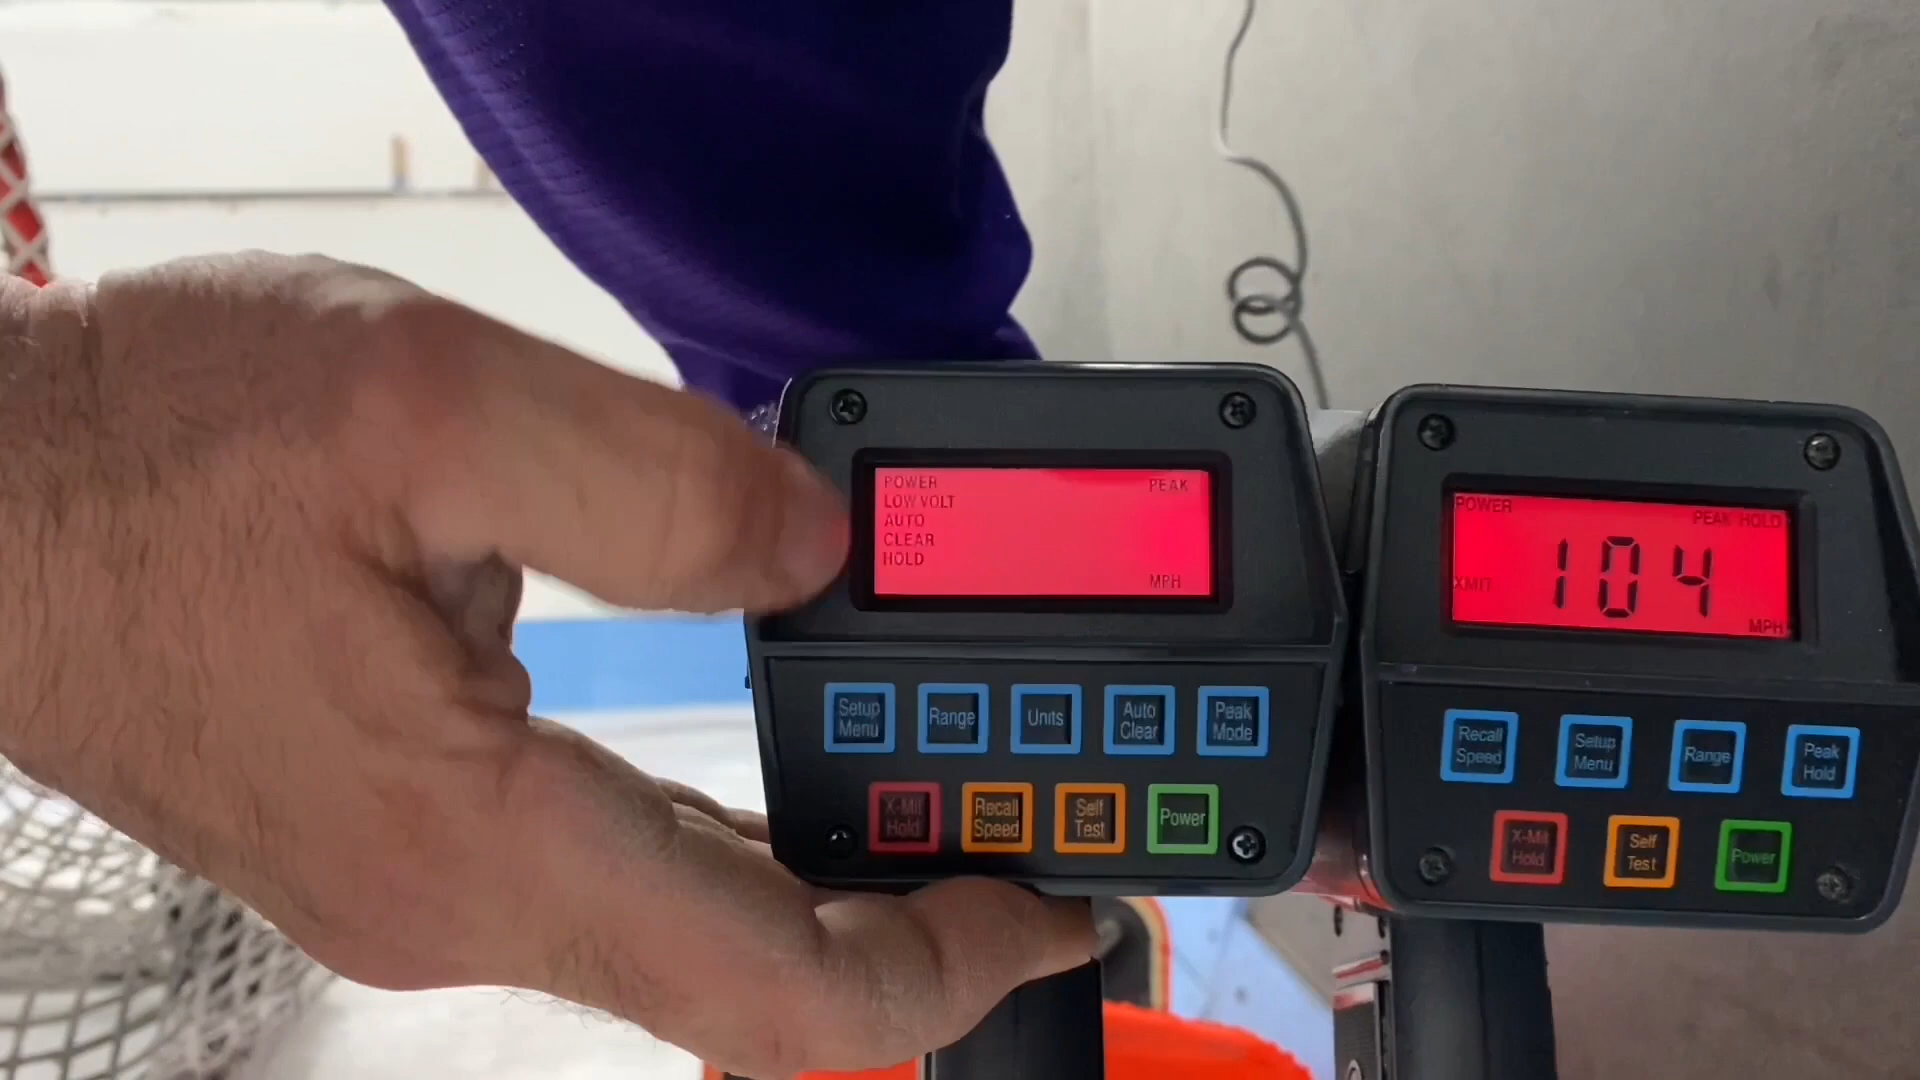 POWER
PEAK
LOW VOLT
AUTO
CLEAR
HOLD
MPH
Setup
Menu
Range
Units
Auto
Clear
Peak
Mode
X-Mit
Hold
Recall
Speed
Self
Test
Power
POWER
PEAK HOLD
104
XMIT
MPH
Recall
Speed
Setup
Menu
Range
Peak
Hold
X-Mit
Hold
Self
Test
Power